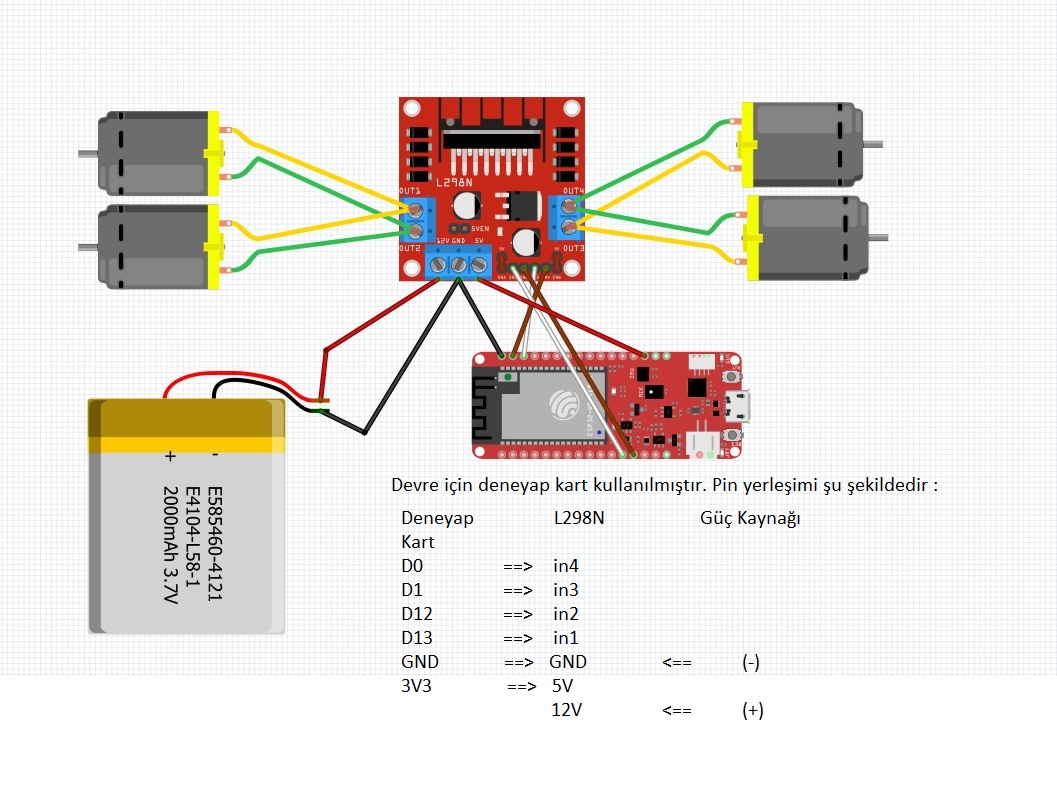 OUT1
L298N
OUT4
OUT2
12V GND 5V
5VEN
OUT3
+ -
E585460-4121
E4104-L58-1
2000mAh 3.7V
Devre için deneyap kart kullanılmıştır. Pin yerleşimi şu şekildedir :
Deneyap L298N Güç Kaynağı
Kart
D0 ==> in4
D1 ==> in3
D12 ==> in2
D13 ==> in1
GND ==> GND <== (-)
3V3 ==> 5V
12V <== (+)